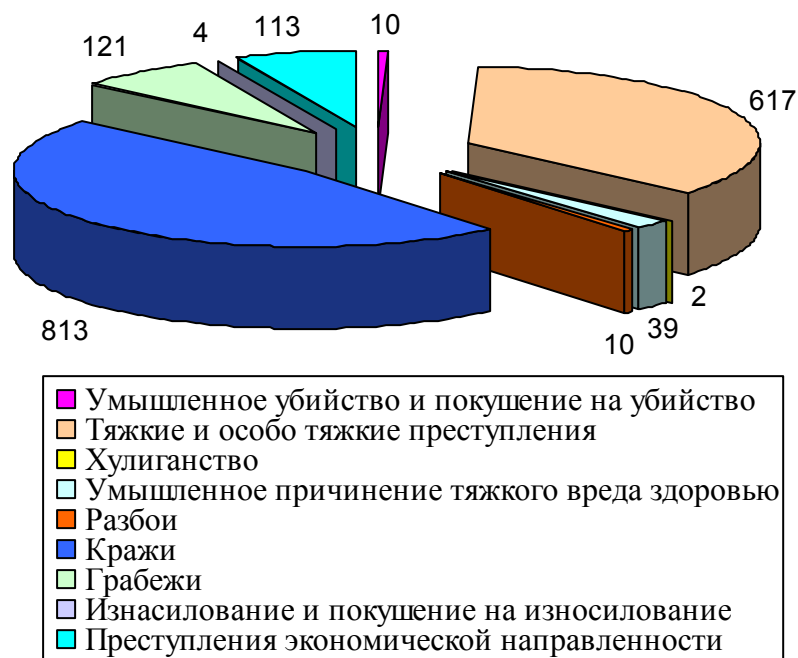 121 4 113 10
617
813 10 39 2
Умышленное убийство и покушение на убийство
Тяжкие и особо тяжкие преступления
Хулиганство
Умышленное причинение тяжкого вреда здоровью
Разбои
Кражи
Грабежи
Изнасилование и покушение на износилование
Преступления экономической направленности